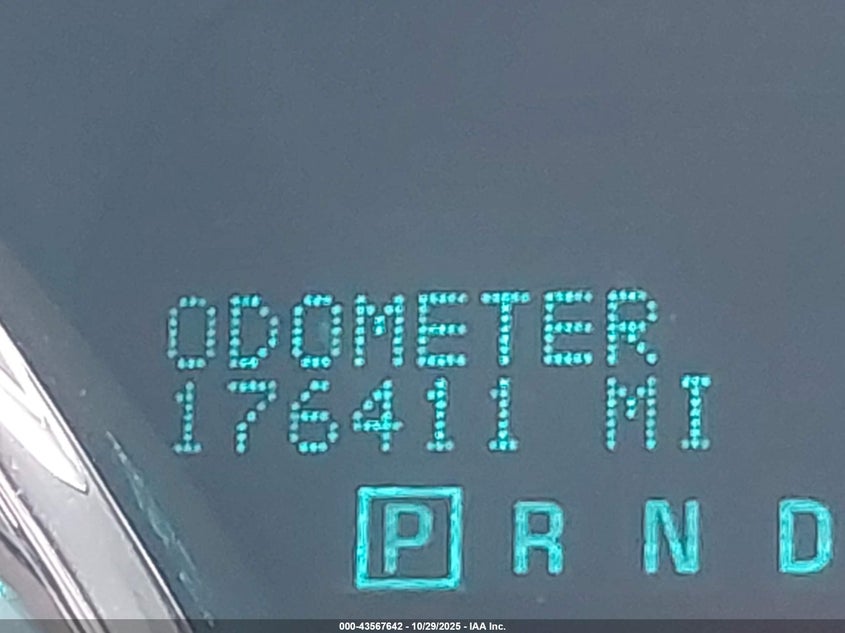 ODOMETER
176411 MI
P R N D
000-43567642 - 10/29/2025 - IAA Inc.